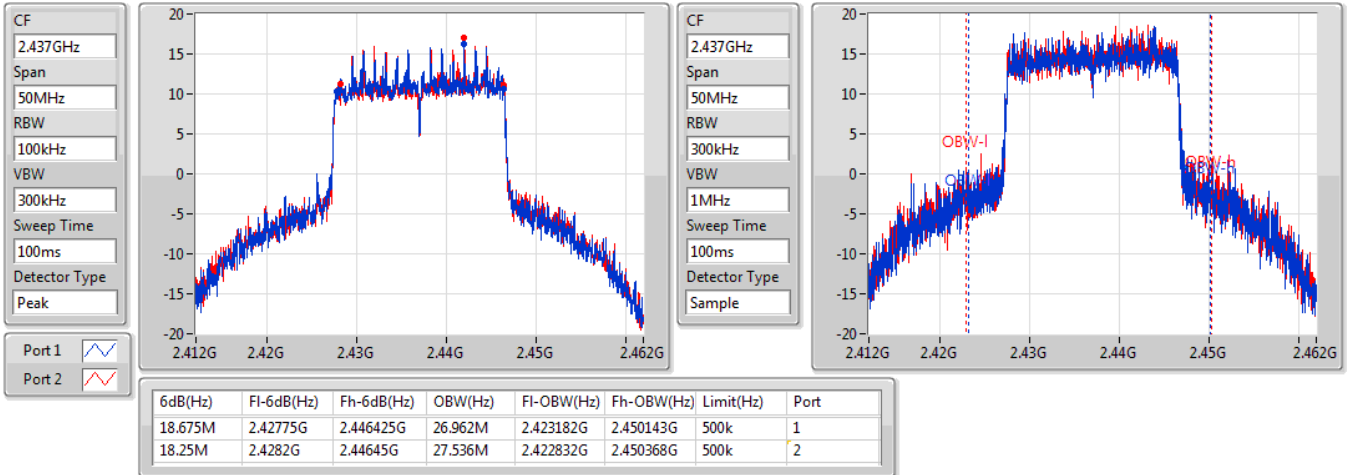 CF
2.437GHz
Span
50MHz
RBW
100kHz
VBW
300kHz
Sweep Time
100ms
Detector Type
Peak
Port 1
Port 2
20
15
10
5
0
-5
-10
-15
-20
2.412G 2.42G 2.43G 2.44G 2.45G 2.462G
CF
2.437GHz
Span
50MHz
RBW
300kHz
VBW
1MHz
Sweep Time
100ms
Detector Type
Sample
20
15
10
5
0
-5
-10
-15
-20
OBW-l
OBW-h
2.412G 2.42G 2.43G 2.44G 2.45G 2.462G
6dB(Hz) Fl-6dB(Hz) Fh-6dB(Hz) OBW(Hz) Fl-OBW(Hz) Fh-OBW(Hz) Limit(Hz) Port
18.675M 2.42775G 2.446425G 26.962M 2.423182G 2.450143G 500k 1
18.25M 2.4282G 2.44645G 27.536M 2.422832G 2.450368G 500k 2